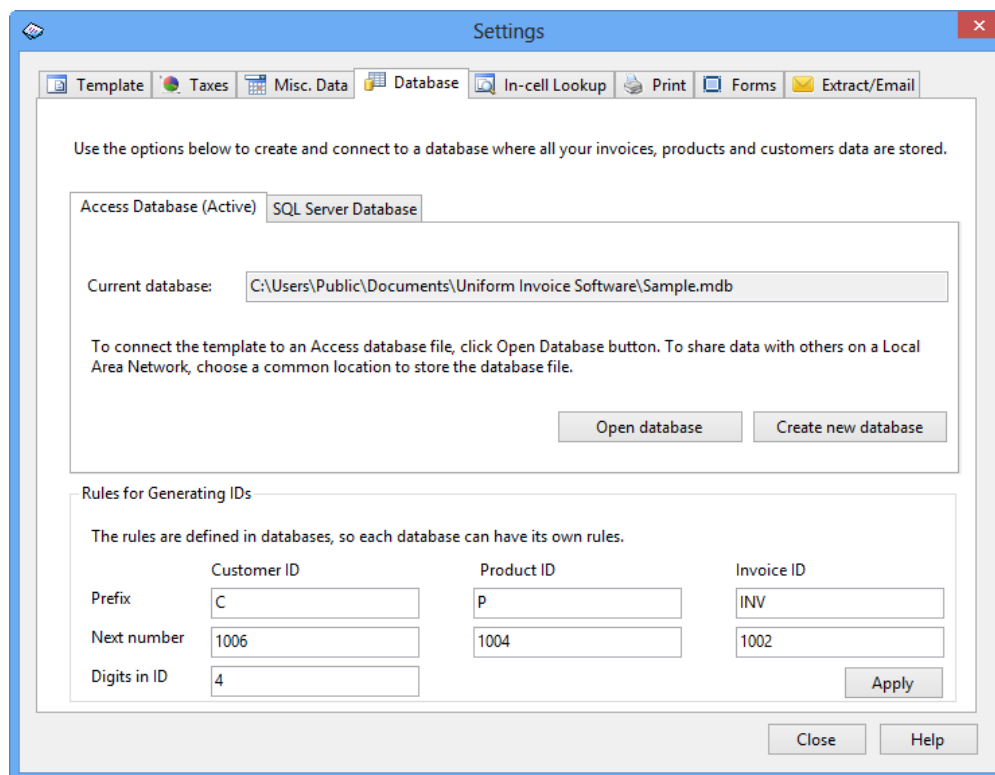 Settings
Template Taxes Misc. Data Database In-cell Lookup Print Forms Extract/Email
Use the options below to create and connect to a database where all your invoices, products and customers data are stored.
Access Database (Active) SQL Server Database
Current database: C:\Users\Public\Documents\Uniform Invoice Software\Sample.mdb
To connect the template to an Access database file, click Open Database button. To share data with others on a Local
Area Network, choose a common location to store the database file.
Open database Create new database
Rules for Generating IDs
The rules are defined in databases, so each database can have its own rules.
Customer ID Product ID Invoice ID
Prefix C P INV
Next number 1006 1004 1002
Digits in ID 4 Apply
Close Help